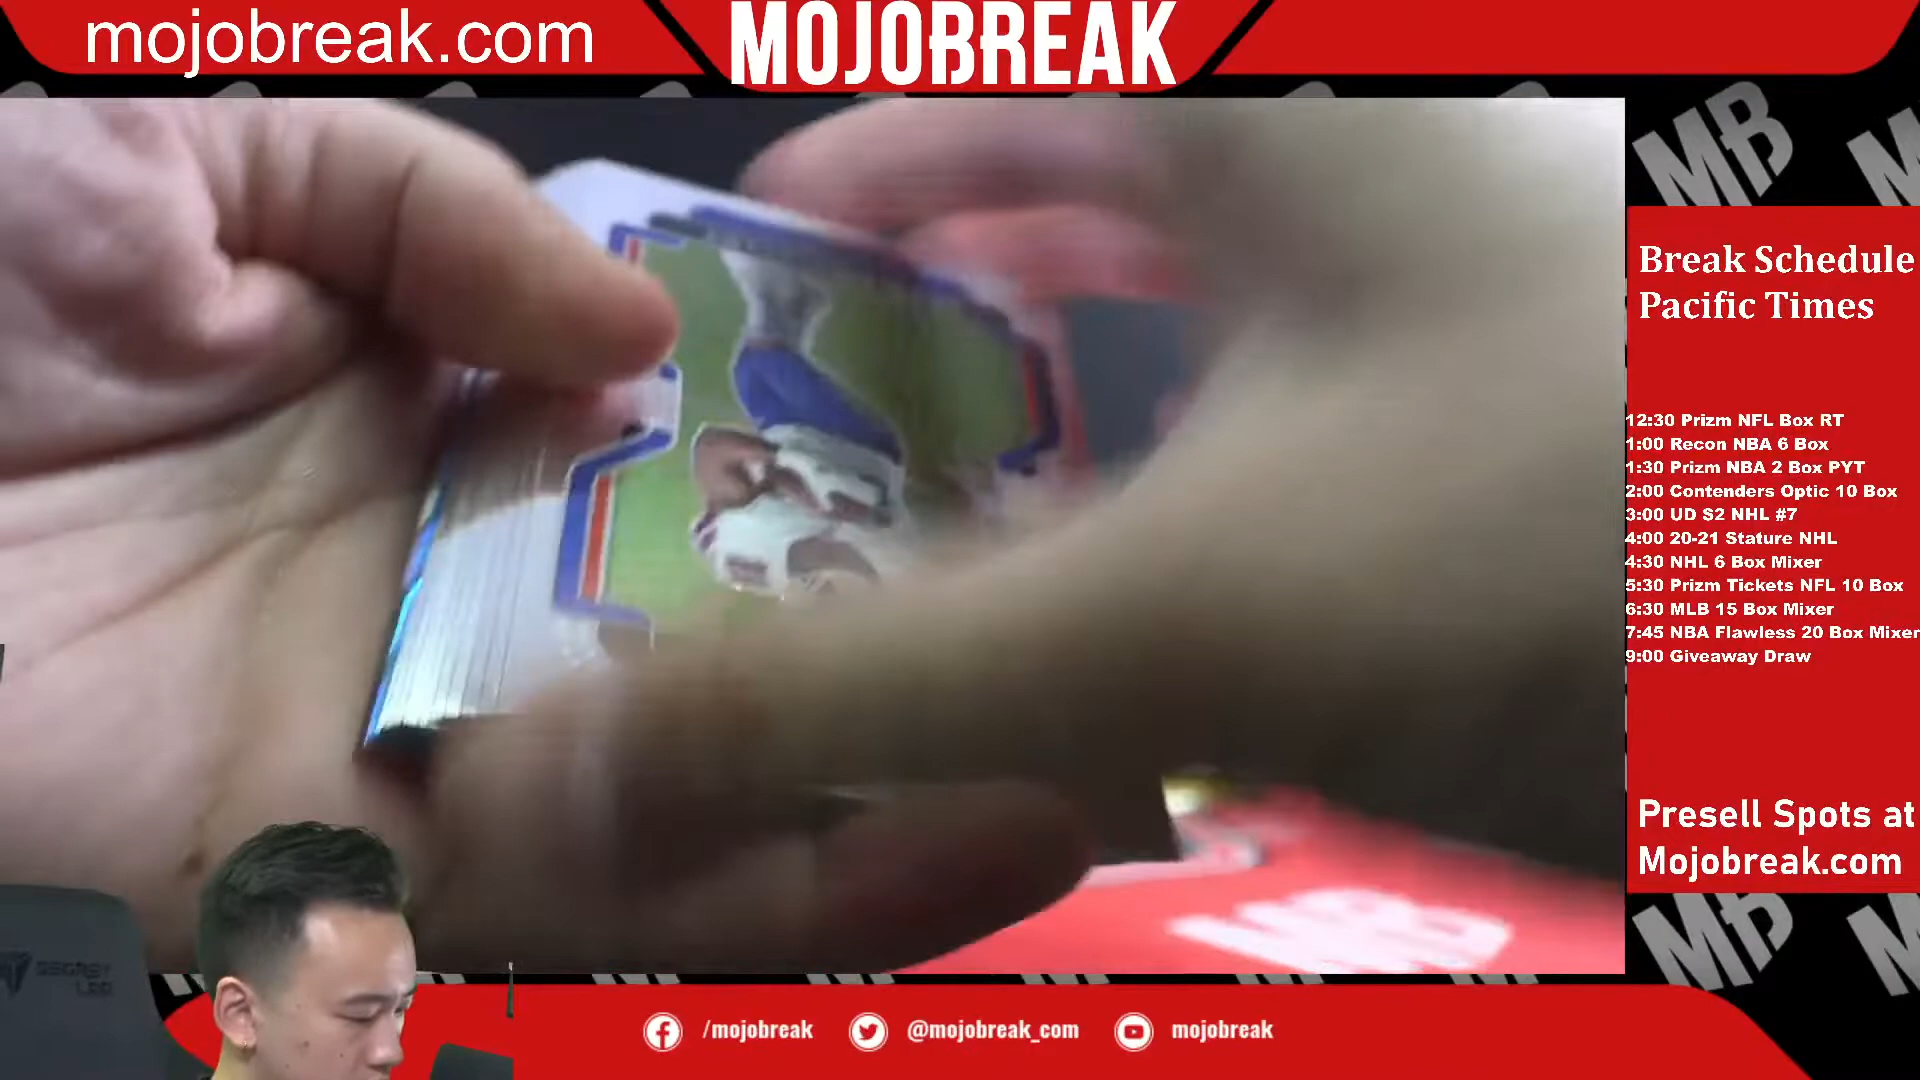 mojobreak.com
MOJOBREAK
MB
Break Schedule
Pacific Times
12:30 Prizm NFL Box RT
1:00 Recon NBA 6 Box
1:30 Prizm NBA 2 Box PYT
2:00 Contenders Optic 10 Box
3:00 UD S2 NHL #7
4:00 20-21 Stature NHL
4:30 NHL 6 Box Mixer
5:30 Prizm Tickets NFL 10 Box
6:30 MLB 15 Box Mixer
7:45 NBA Flawless 20 Box Mixer
9:00 Giveaway Draw
Presell Spots at
Mojobreak.com
MB
/mojobreak
@mojobreak_com
mojobreak